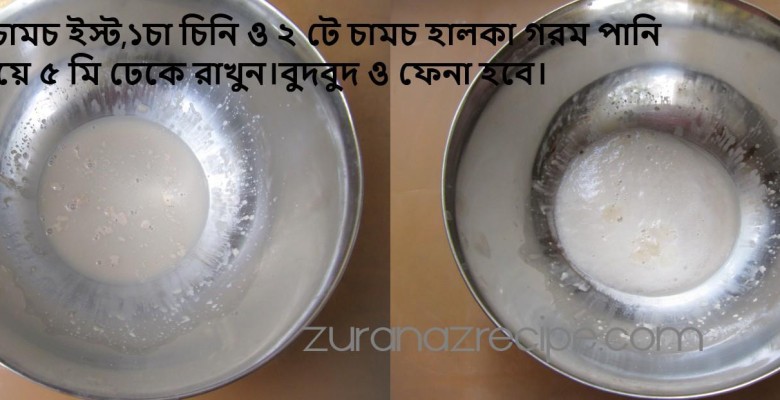 চামচ ইস্ট,১চা চিনি ও ২ টে চামচ হালকা গরম পানি
য়ে ৫ মি ঢেকে রাখুন।বুদবুদ ও ফেনা হবে।
zuranazrecipe.com